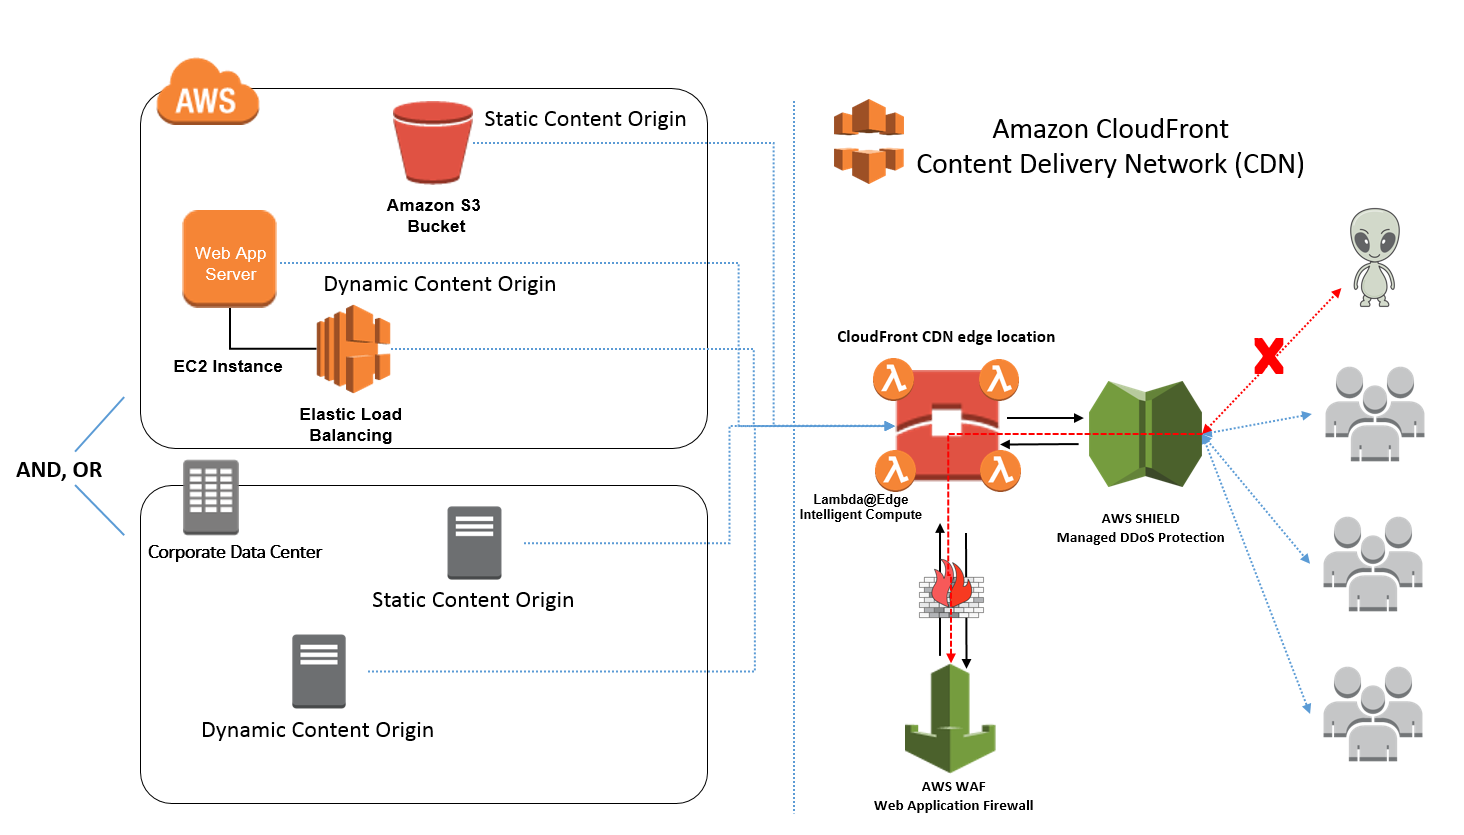 AWS
Static Content Origin
Amazon S3
Bucket
Web App
Server
Dynamic Content Origin
EC2 Instance
Elastic Load
Balancing
AND, OR
Corporate Data Center
Static Content Origin
Dynamic Content Origin
Amazon CloudFront
Content Delivery Network (CDN)
CloudFront CDN edge location
λ
λ
λ
λ
Lambda@Edge
Intelligent Compute
AWS SHIELD
Managed DDoS Protection
X
AWS WAF
Web Application Firewall